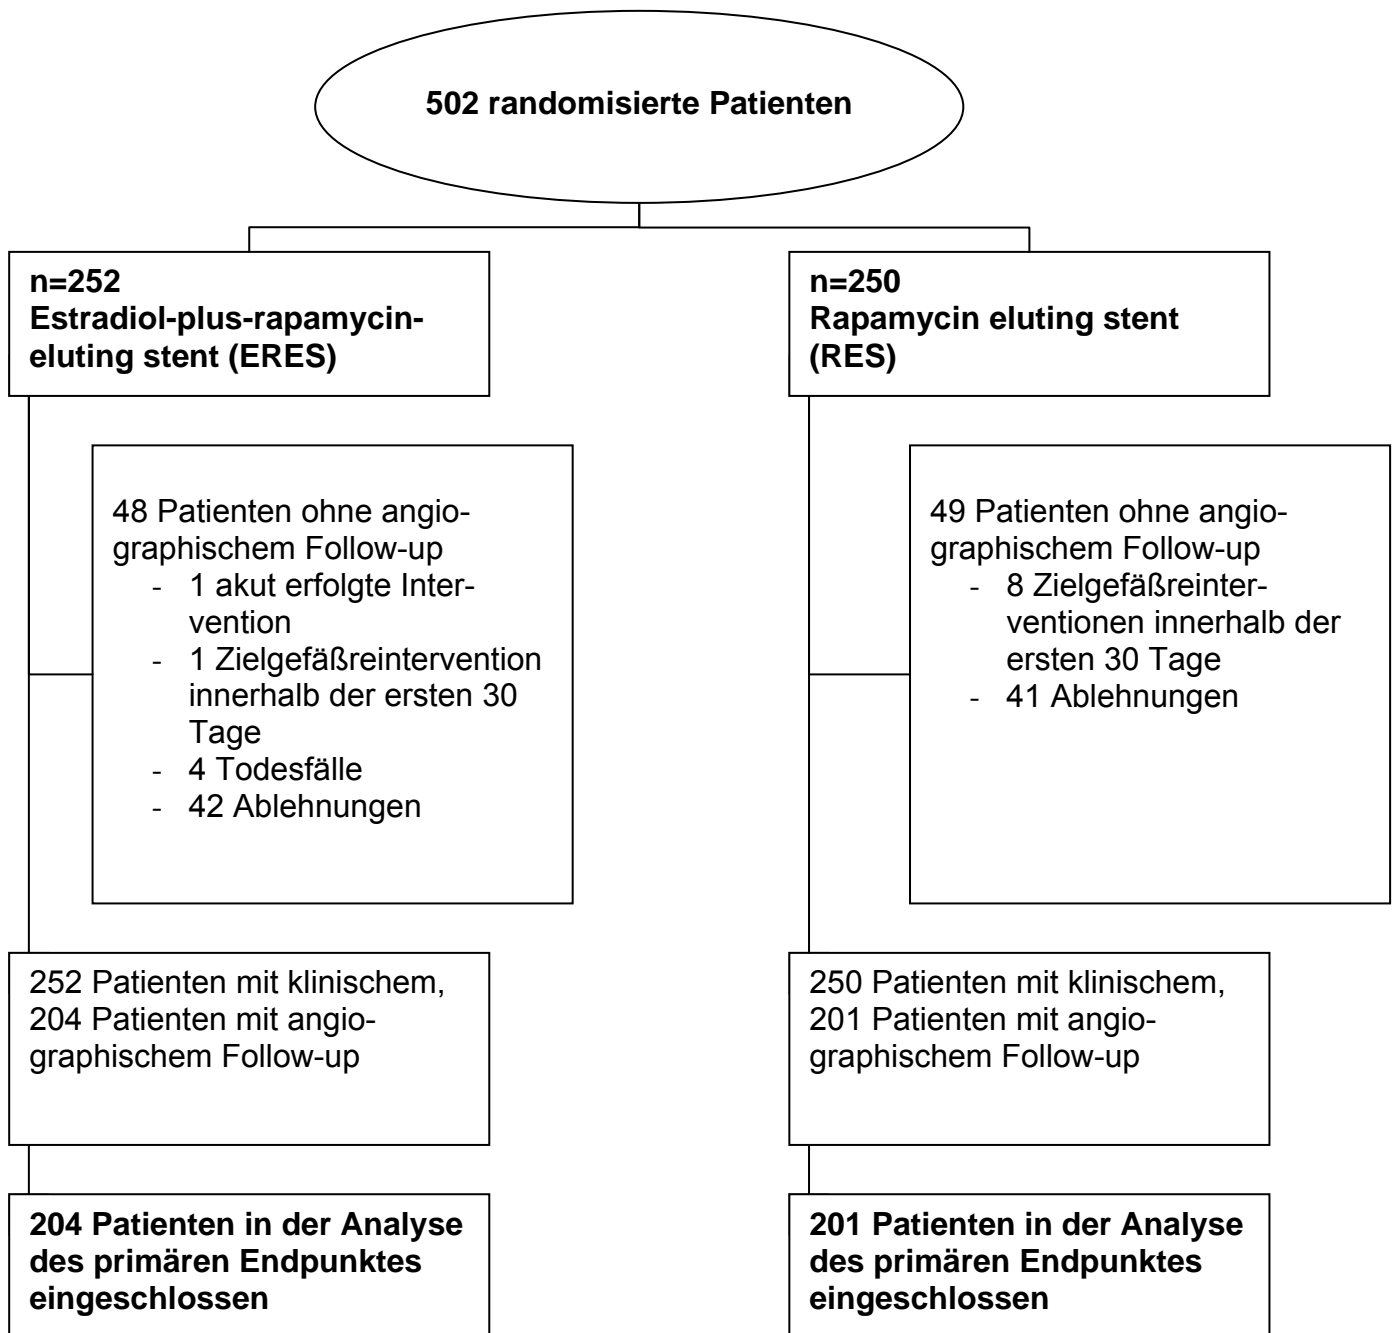 502 randomisierte Patienten
n=252
Estradiol-plus-rapamycin-
eluting stent (ERES)
n=250
Rapamycin eluting stent
(RES)
48 Patienten ohne angio-
graphischem Follow-up
- 1 akut erfolgte Inter-
vention
- 1 Zielgefäßreintervention
innerhalb der ersten 30
Tage
- 4 Todesfälle
- 42 Ablehnungen
49 Patienten ohne angio-
graphischem Follow-up
- 8 Zielgefäßreinter-
ventionen innerhalb der
ersten 30 Tage
- 41 Ablehnungen
252 Patienten mit klinischem,
204 Patienten mit angio-
graphischem Follow-up
250 Patienten mit klinischem,
201 Patienten mit angio-
graphischem Follow-up
204 Patienten in der Analyse
des primären Endpunktes
eingeschlossen
201 Patienten in der Analyse
des primären Endpunktes
eingeschlossen